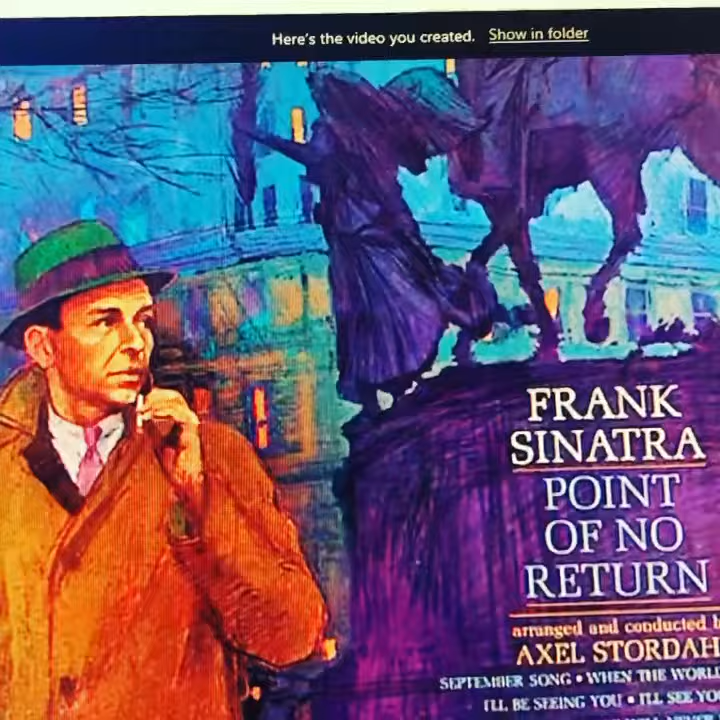 Here's the video you created. Show in folder
FRANK
SINATRA
POINT
OF NO
RETURN
arranged and conducted
AXEL STORDAH
SEPTEMBER SONG • WHEN THE WORLD
I'LL BE SEEING YOU • I'LL SEE YO